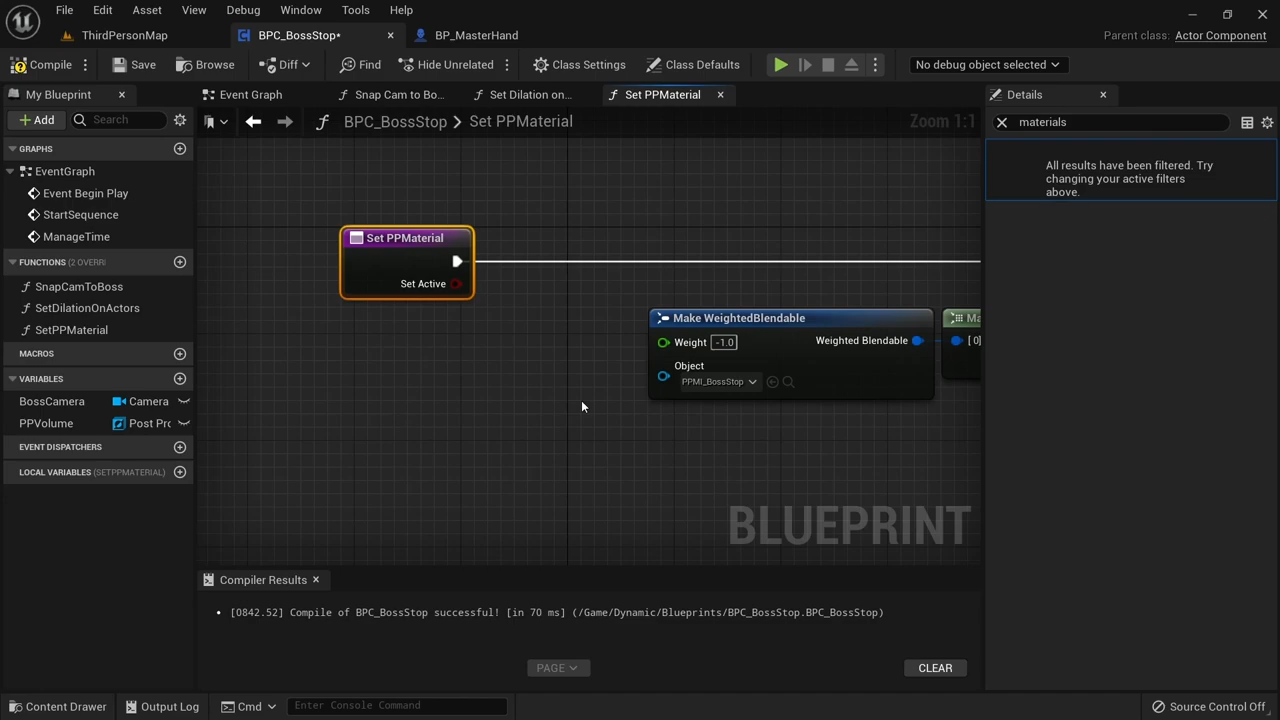 File Edit Asset View Debug Window Tools Help
ThirdPersonMap BPC_BossStop* BP_MasterHand Parent class: Actor Component
Compile Save Browse Diff Find Hide Unrelated Class Settings Class Defaults No debug object selected
My Blueprint Event Graph Snap Cam to Bo... Set Dilation on... Set PPMaterial Details
Add Search BPC_BossStop > Set PPMaterial Zoom 1:1 materials
GRAPHS
EventGraph
Event Begin Play
StartSequence
ManageTime
FUNCTIONS (2 OVERRI
SnapCamToBoss
SetDilationOnActors
SetPPMaterial
MACROS
VARIABLES
BossCamera Camera
PPVolume Post Prc
EVENT DISPATCHERS
LOCAL VARIABLES (SETPPMATERIAL)
Set PPMaterial
Set Active
Make WeightedBlendable
Weight -1.0 Weighted Blendable
Object
PPMI_BossStop
Ma
[0]
All results have been filtered. Try
changing your active filters
above.
BLUEPRINT
Compiler Results
• [0842.52] Compile of BPC_BossStop successful! [in 70 ms] (/Game/Dynamic/Blueprints/BPC_BossStop.BPC_BossStop)
PAGE CLEAR
Content Drawer Output Log Cmd Enter Console Command Source Control Off